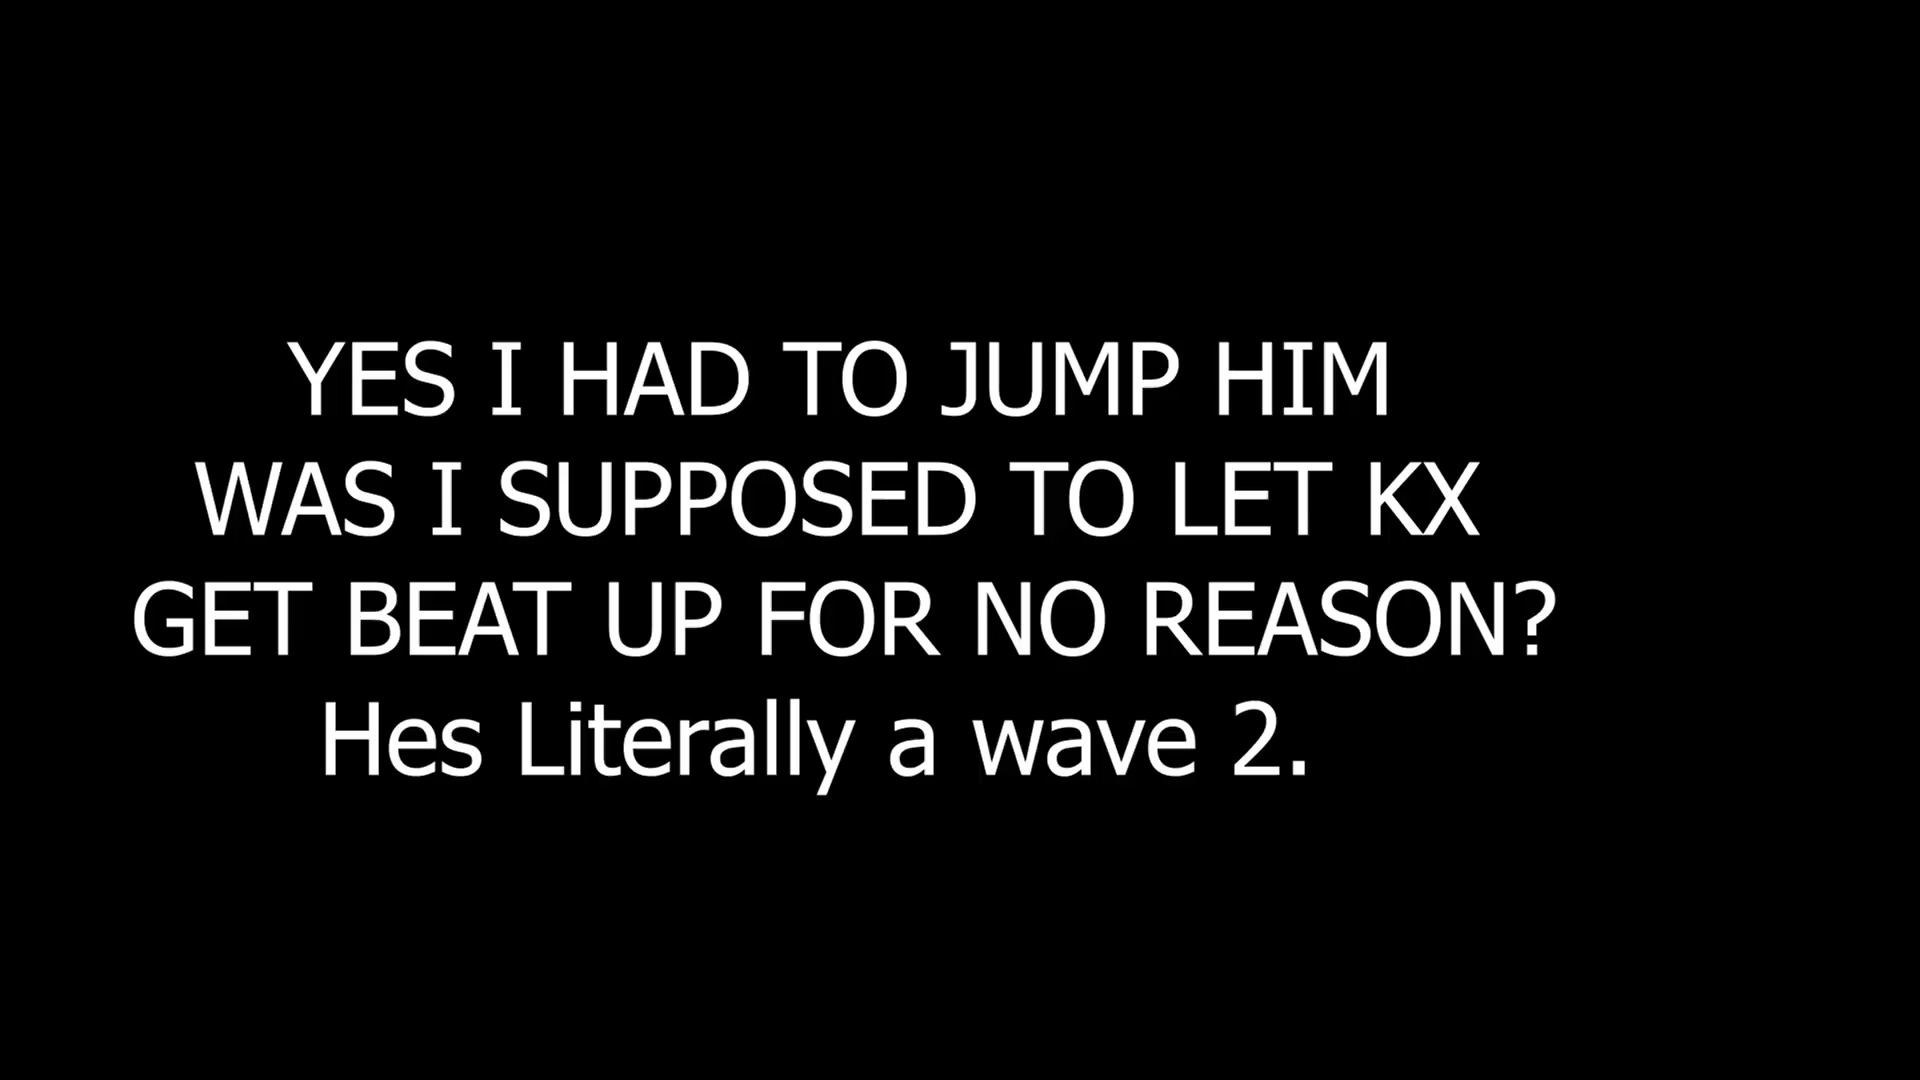 YES I HAD TO JUMP HIM
WAS I SUPPOSED TO LET KX
GET BEAT UP FOR NO REASON?
Hes Literally a wave 2.